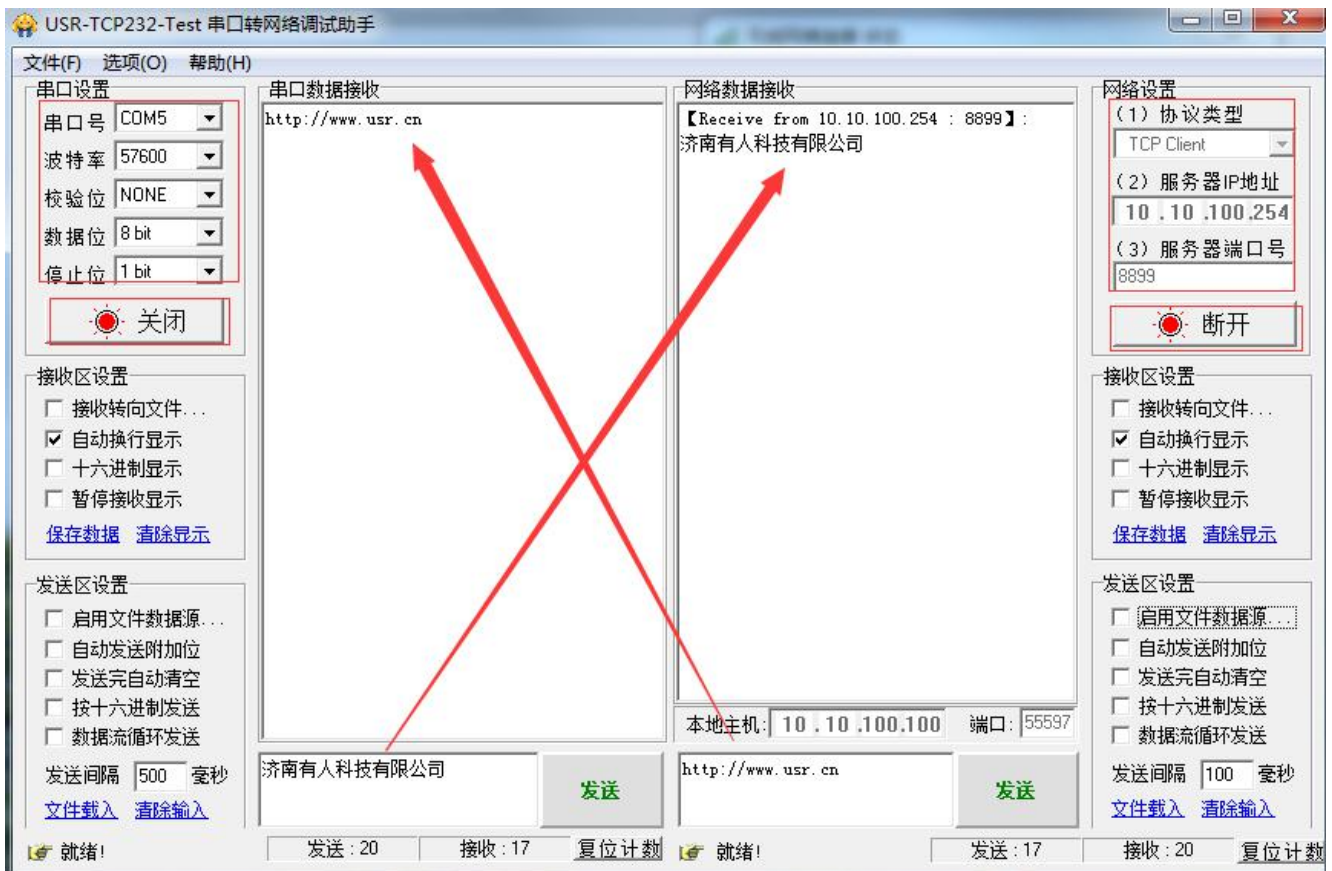 USR-TCP232-Test 串口转网络调试助手
文件(F) 选项(O) 帮助(H)
串口设置
串口号 COM5
波特率 57600
校验位 NONE
数据位 8 bit
停止位 1 bit
关闭
接收区设置
接收转向文件...
自动换行显示
十六进制显示
暂停接收显示
保存数据 清除显示
发送区设置
启用文件数据源...
自动发送附加位
发送完自动清空
按十六进制发送
数据流循环发送
发送间隔 500 毫秒
文件载入 清除输入
串口数据接收
http://www.usr.cn
济南有人科技有限公司
发送
网络数据接收
【Receive from 10.10.100.254 : 8899】:
济南有人科技有限公司
本地主机: 10 .10 .100.100 端口: 55597
http://www.usr.cn
发送
网络设置
(1) 协议类型
TCP Client
(2) 服务器IP地址
10 .10 .100.254
(3) 服务器端口号
8899
断开
接收区设置
接收转向文件...
自动换行显示
十六进制显示
暂停接收显示
保存数据 清除显示
发送区设置
启用文件数据源...
自动发送附加位
发送完自动清空
按十六进制发送
数据流循环发送
发送间隔 100 毫秒
文件载入 清除输入
就绪! 发送 : 20 接收 : 17 复位计数
就绪! 发送 : 17 接收 : 20 复位计数